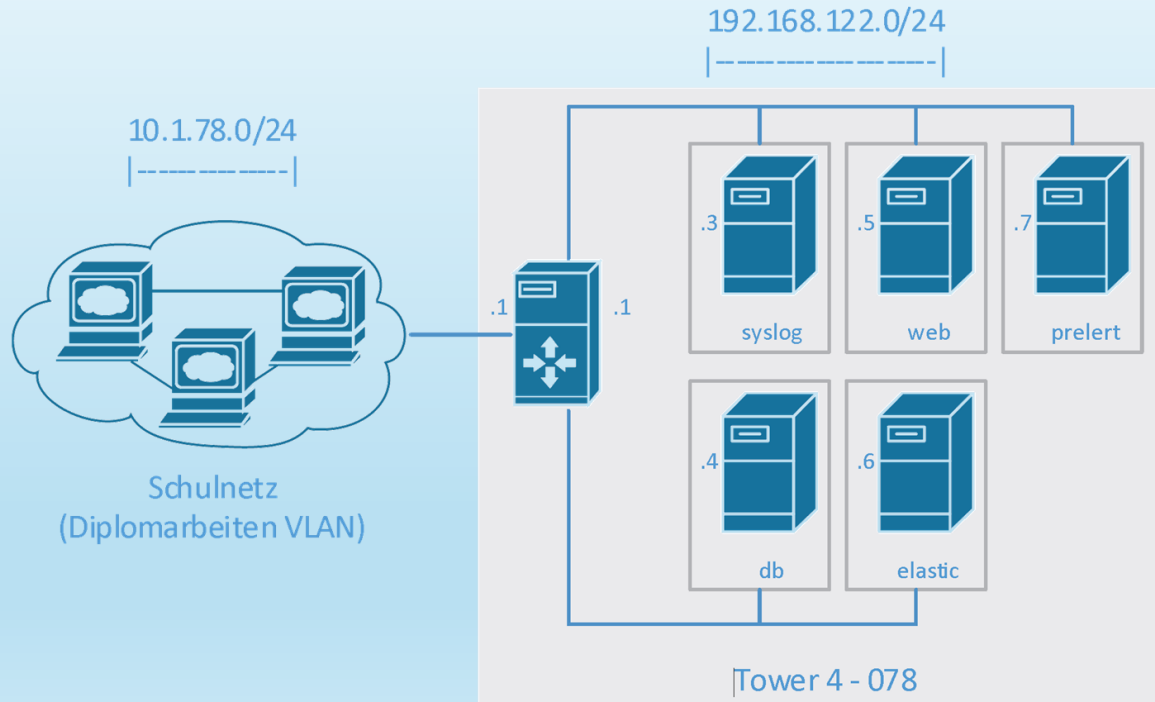 192.168.122.0/24
|---------------------|
10.1.78.0/24
|---------------|
.3
.5
.7
.1
.1
syslog
web
prelert
.4
.6
Schulnetz
(Diplomarbeiten VLAN)
db
elastic
Tower 4 - 078